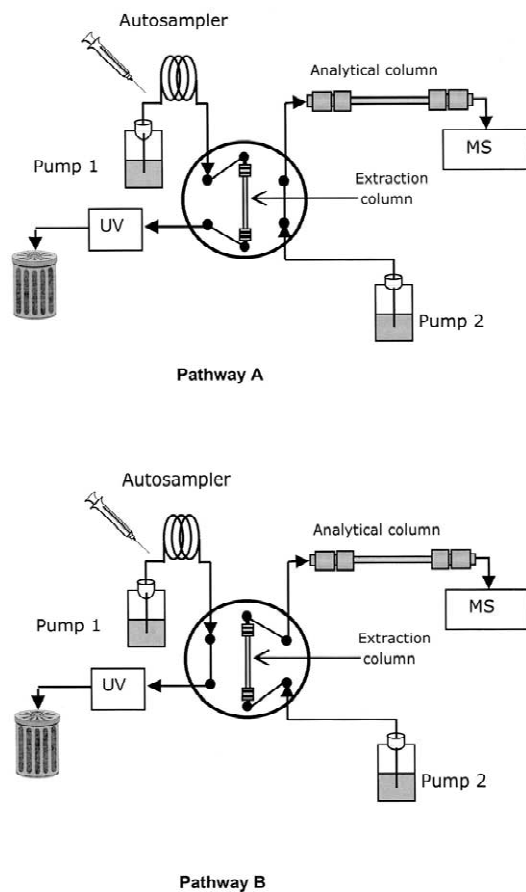 Autosampler
Analytical column
Pump 1
MS
Extraction
column
UV
Pump 2
Pathway A
Autosampler
Analytical column
Pump 1
MS
Extraction
column
UV
Pump 2
Pathway B